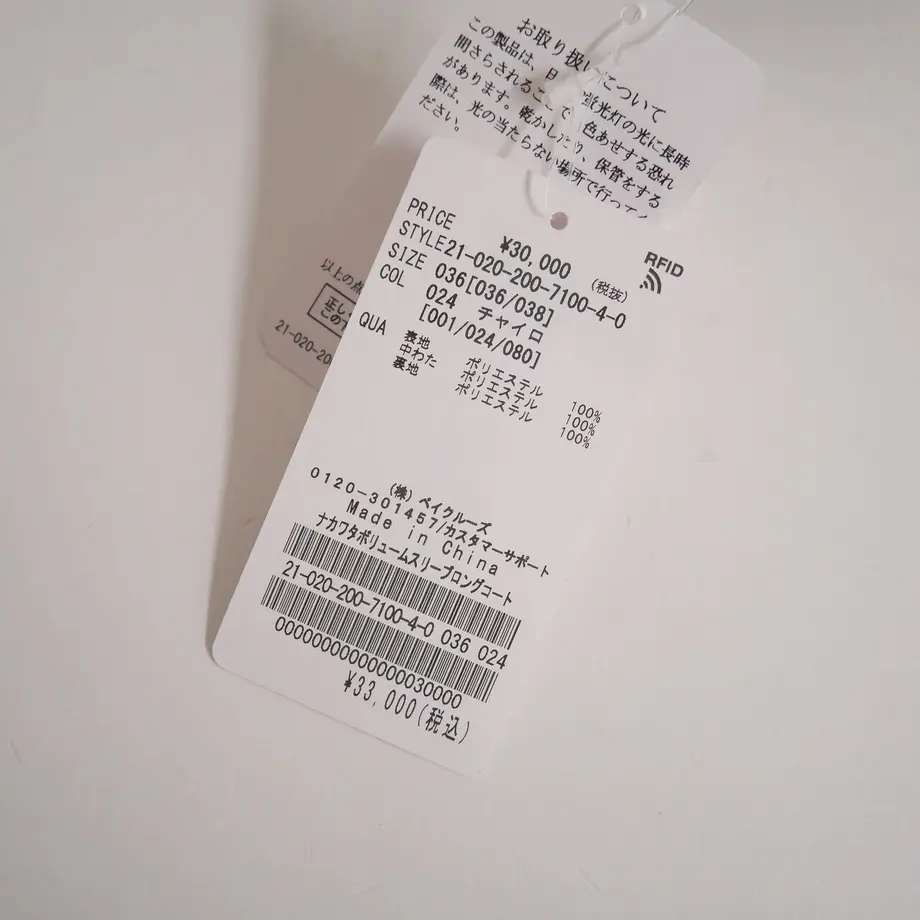 お取り扱いについて
この製品は、日 蛍光灯の光に長時
間さらされることで 色あせする恐れ
があります。乾かしたり、保管をする
際は、光の当たらない場所で行って
ださい。
以上の点
正し
この
21-020-20
RFID
PRICE ¥30,000 (税抜)
STYLE21-020-200-7100-4-0
SIZE 036[036/038]
COL 024 チャイロ
[001/024/080]
QUA 表地 ポリエステル 100%
中わた ポリエステル 100%
裏地 ポリエステル 100%
(株) ベイクルーズ
0120-301457/カスタマーサポート
Made in China
ナカワタボリュームスリーブロングコート
21-020-200-7100-4-0 036 024
0000000000000000030000
¥33,000(税込)